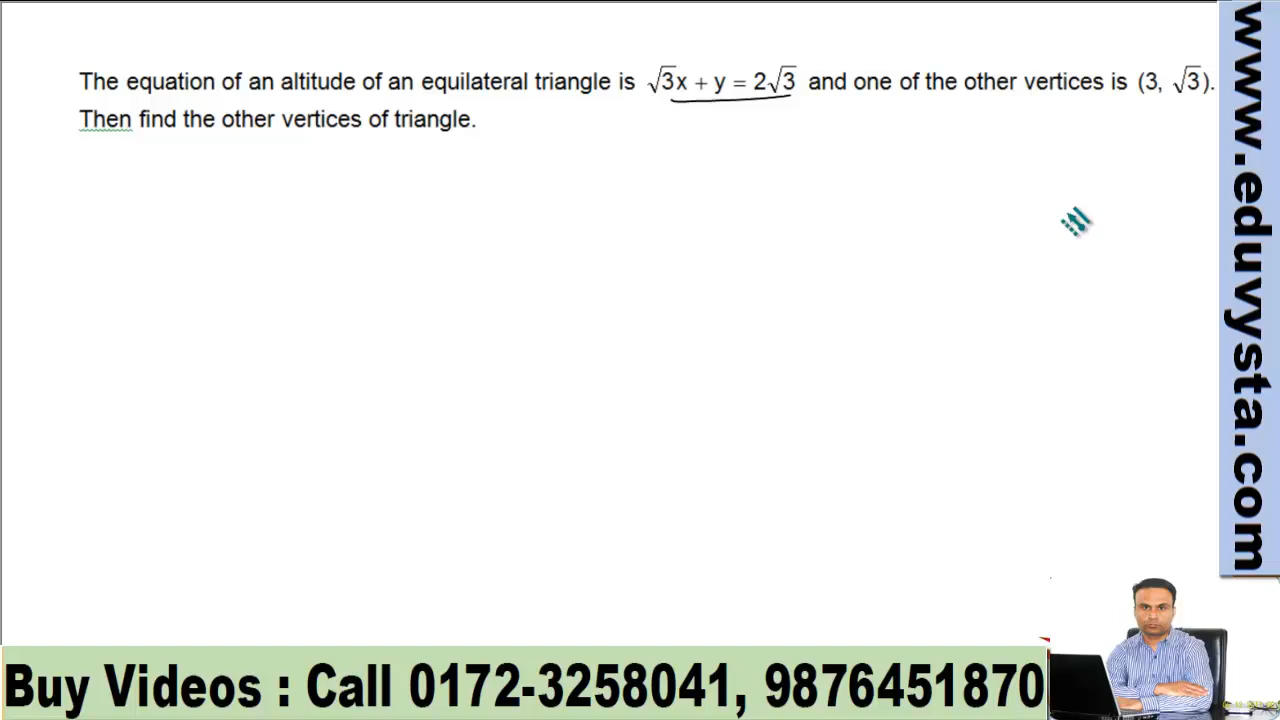 The equation of an altitude of an equilateral triangle is √3x + y = 2√3 and one of the other vertices is (3, √3).
Then find the other vertices of triangle.
www.eduvysta.com
Buy Videos : Call 0172-3258041, 9876451870